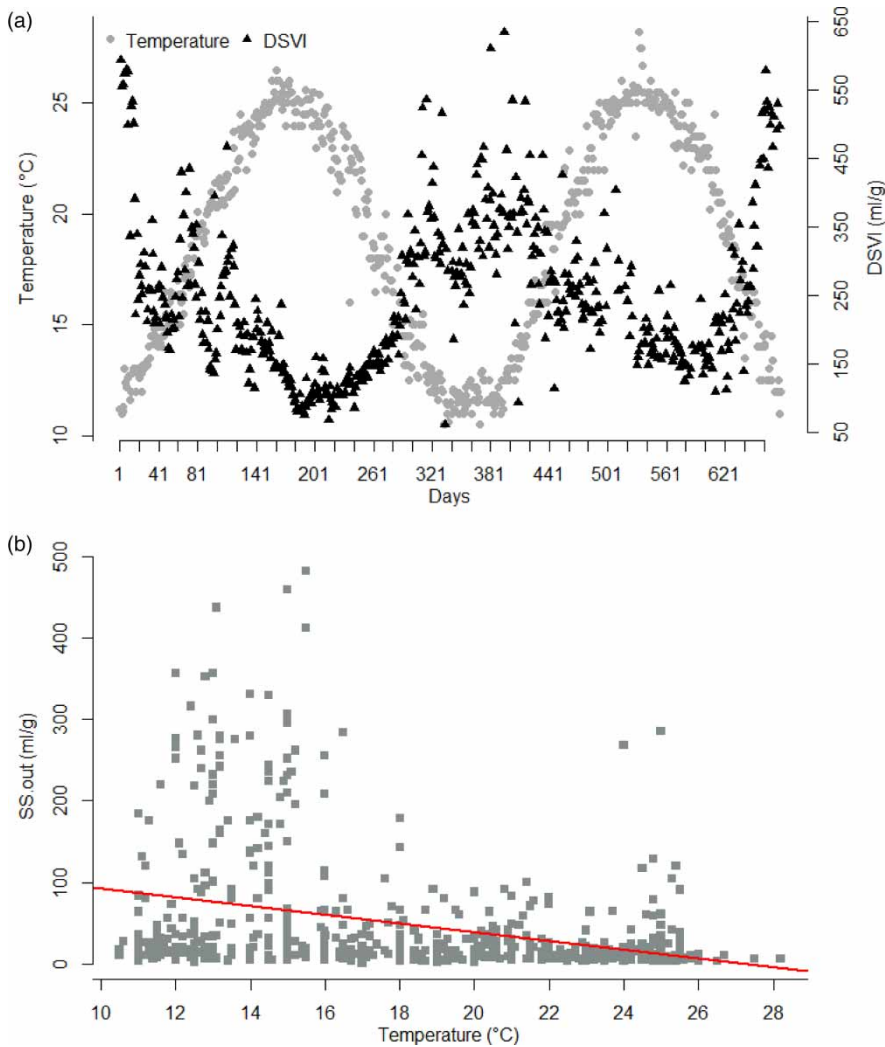 (a)
Temperature DSVI
Temperature (°C)
25
20
15
10
650
550
450
350
250
150
50
DSVI (ml/g)
1 41 81 141 201 261 321 381 441 501 561 621
Days
(b)
SS.out (ml/g)
500
400
300
200
100
0
10 12 14 16 18 20 22 24 26 28
Temperature (°C)